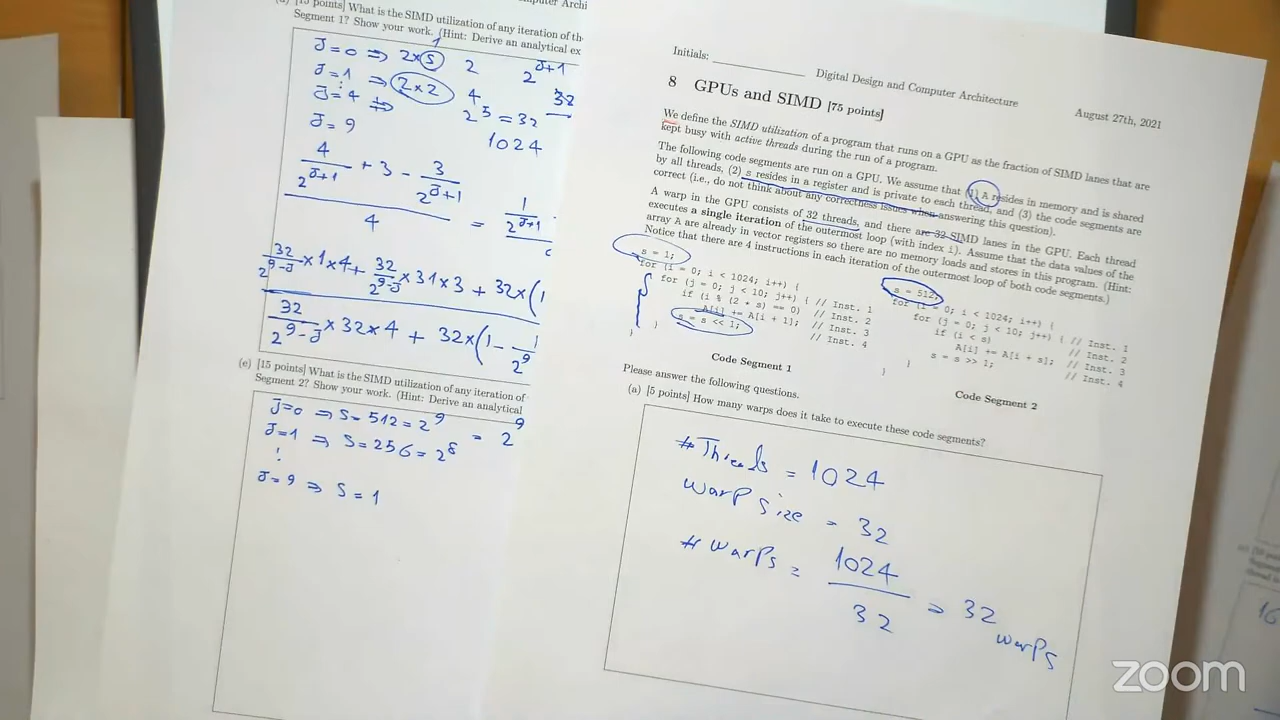 [15 points] What is the SIMD utilization of any iteration of th
Segment 1? Show your work. (Hint: Derive an analytical ex
J=0 ⇒ 2×S 1 2 2^{J+1}
J=1 ⇒ 2×2 4 32
J=4 ⇒ 2^5 = 32
J=9 1024
4/2^{J+1} + 3 - 3/2^{J+1}
4 = 1/2^{J+1}
32/2^{9-J} ×1×4 + 32/2^{9-J} ×31×3 + 32×(1
32/2^{9-J} ×32×4 + 32×(1 - 1/2^9
(e) [15 points] What is the SIMD utilization of any iteration of
Segment 2? Show your work. (Hint: Derive an analytical
J=0 ⇒ S=512=2^9 = 2^9
J=1 ⇒ S=256=2^8
J=9 ⇒ S=1
Initials:
Digital Design and Computer Architecture
August 27th, 2021
8 GPUs and SIMD [75 points]
We define the SIMD utilization of a program that runs on a GPU as the fraction of SIMD lanes that are
kept busy with active threads during the run of a program.
The following code segments are run on a GPU. We assume that (1) A resides in memory and is shared
by all threads, (2) s resides in a register and is private to each thread, and (3) the code segments are
correct (i.e., do not think about any correctness issues when answering this question).
A warp in the GPU consists of 32 threads, and there are 32 SIMD lanes in the GPU. Each thread
executes a single iteration of the outermost loop (with index i). Assume that the data values of the
array A are already in vector registers so there are no memory loads and stores in this program. (Hint:
Notice that there are 4 instructions in each iteration of the outermost loop of both code segments.)
s = 1;
for (i = 0; i < 1024; i++) {
for (j = 0; j < 10; j++) { // Inst. 1
if (i % (2 * s) == 0) // Inst. 2
A[i] += A[i + 1]; // Inst. 3
s = s << 1; // Inst. 4
}
}
Code Segment 1
s = 512;
for (i = 0; i < 1024; i++) {
for (j = 0; j < 10; j++) { // Inst. 1
if (i < s) // Inst. 2
A[i] += A[i + s]; // Inst. 3
s = s >> 1; // Inst. 4
}
}
Code Segment 2
Please answer the following questions.
(a) [5 points] How many warps does it take to execute these code segments?
# Threads = 1024
warp size = 32
# warps = 1024/32 ⇒ 32
warps
zoom